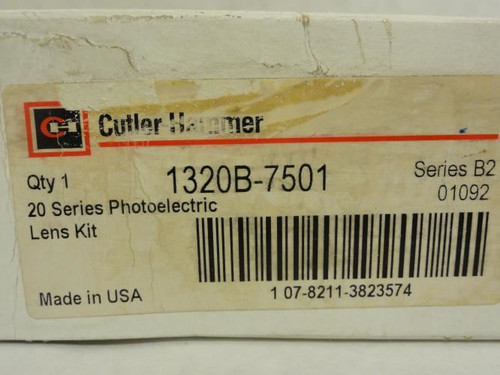 Cutler Hammer
Qty 1
1320B-7501
Series B2
01092
20 Series Photoelectric
Lens Kit
Made in USA
1 07-8211-3823574